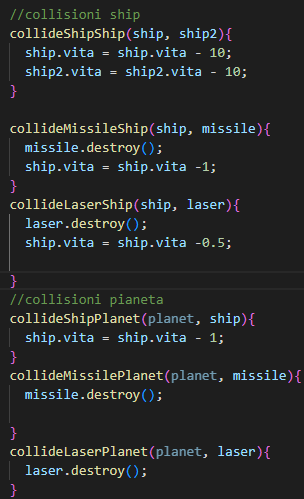 //collisioni ship
collideShipShip(ship, ship2){
  ship.vita = ship.vita - 10;
  ship2.vita = ship2.vita - 10;
}

collideMissileShip(ship, missile){
  missile.destroy();
  ship.vita = ship.vita -1;
}
collideLaserShip(ship, laser){
  laser.destroy();
  ship.vita = ship.vita -0.5;

}
//collisioni pianeta
collideShipPlanet(planet, ship){
  ship.vita = ship.vita - 1;
}
collideMissilePlanet(planet, missile){
  missile.destroy();

}
collideLaserPlanet(planet, laser){
  laser.destroy();
}